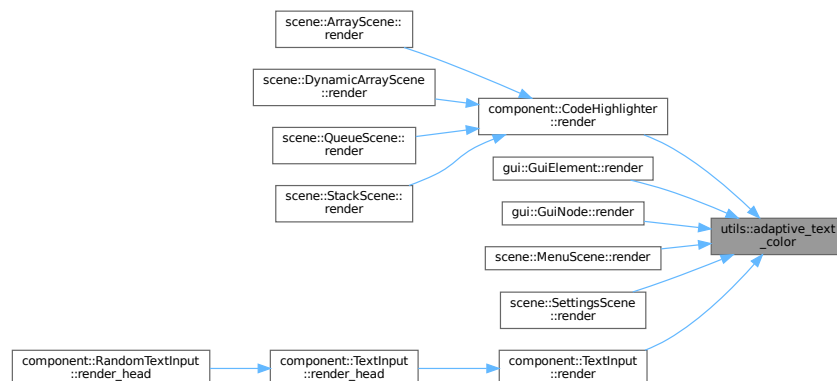 scene::ArrayScene::
render
scene::DynamicArrayScene
::render
component::CodeHighlighter
::render
scene::QueueScene::
render
gui::GuiElement::render
scene::StackScene::
render
gui::GuiNode::render
utils::adaptive_text
_color
scene::MenuScene::render
scene::SettingsScene
::render
component::RandomTextInput
::render_head
component::TextInput
::render_head
component::TextInput
::render